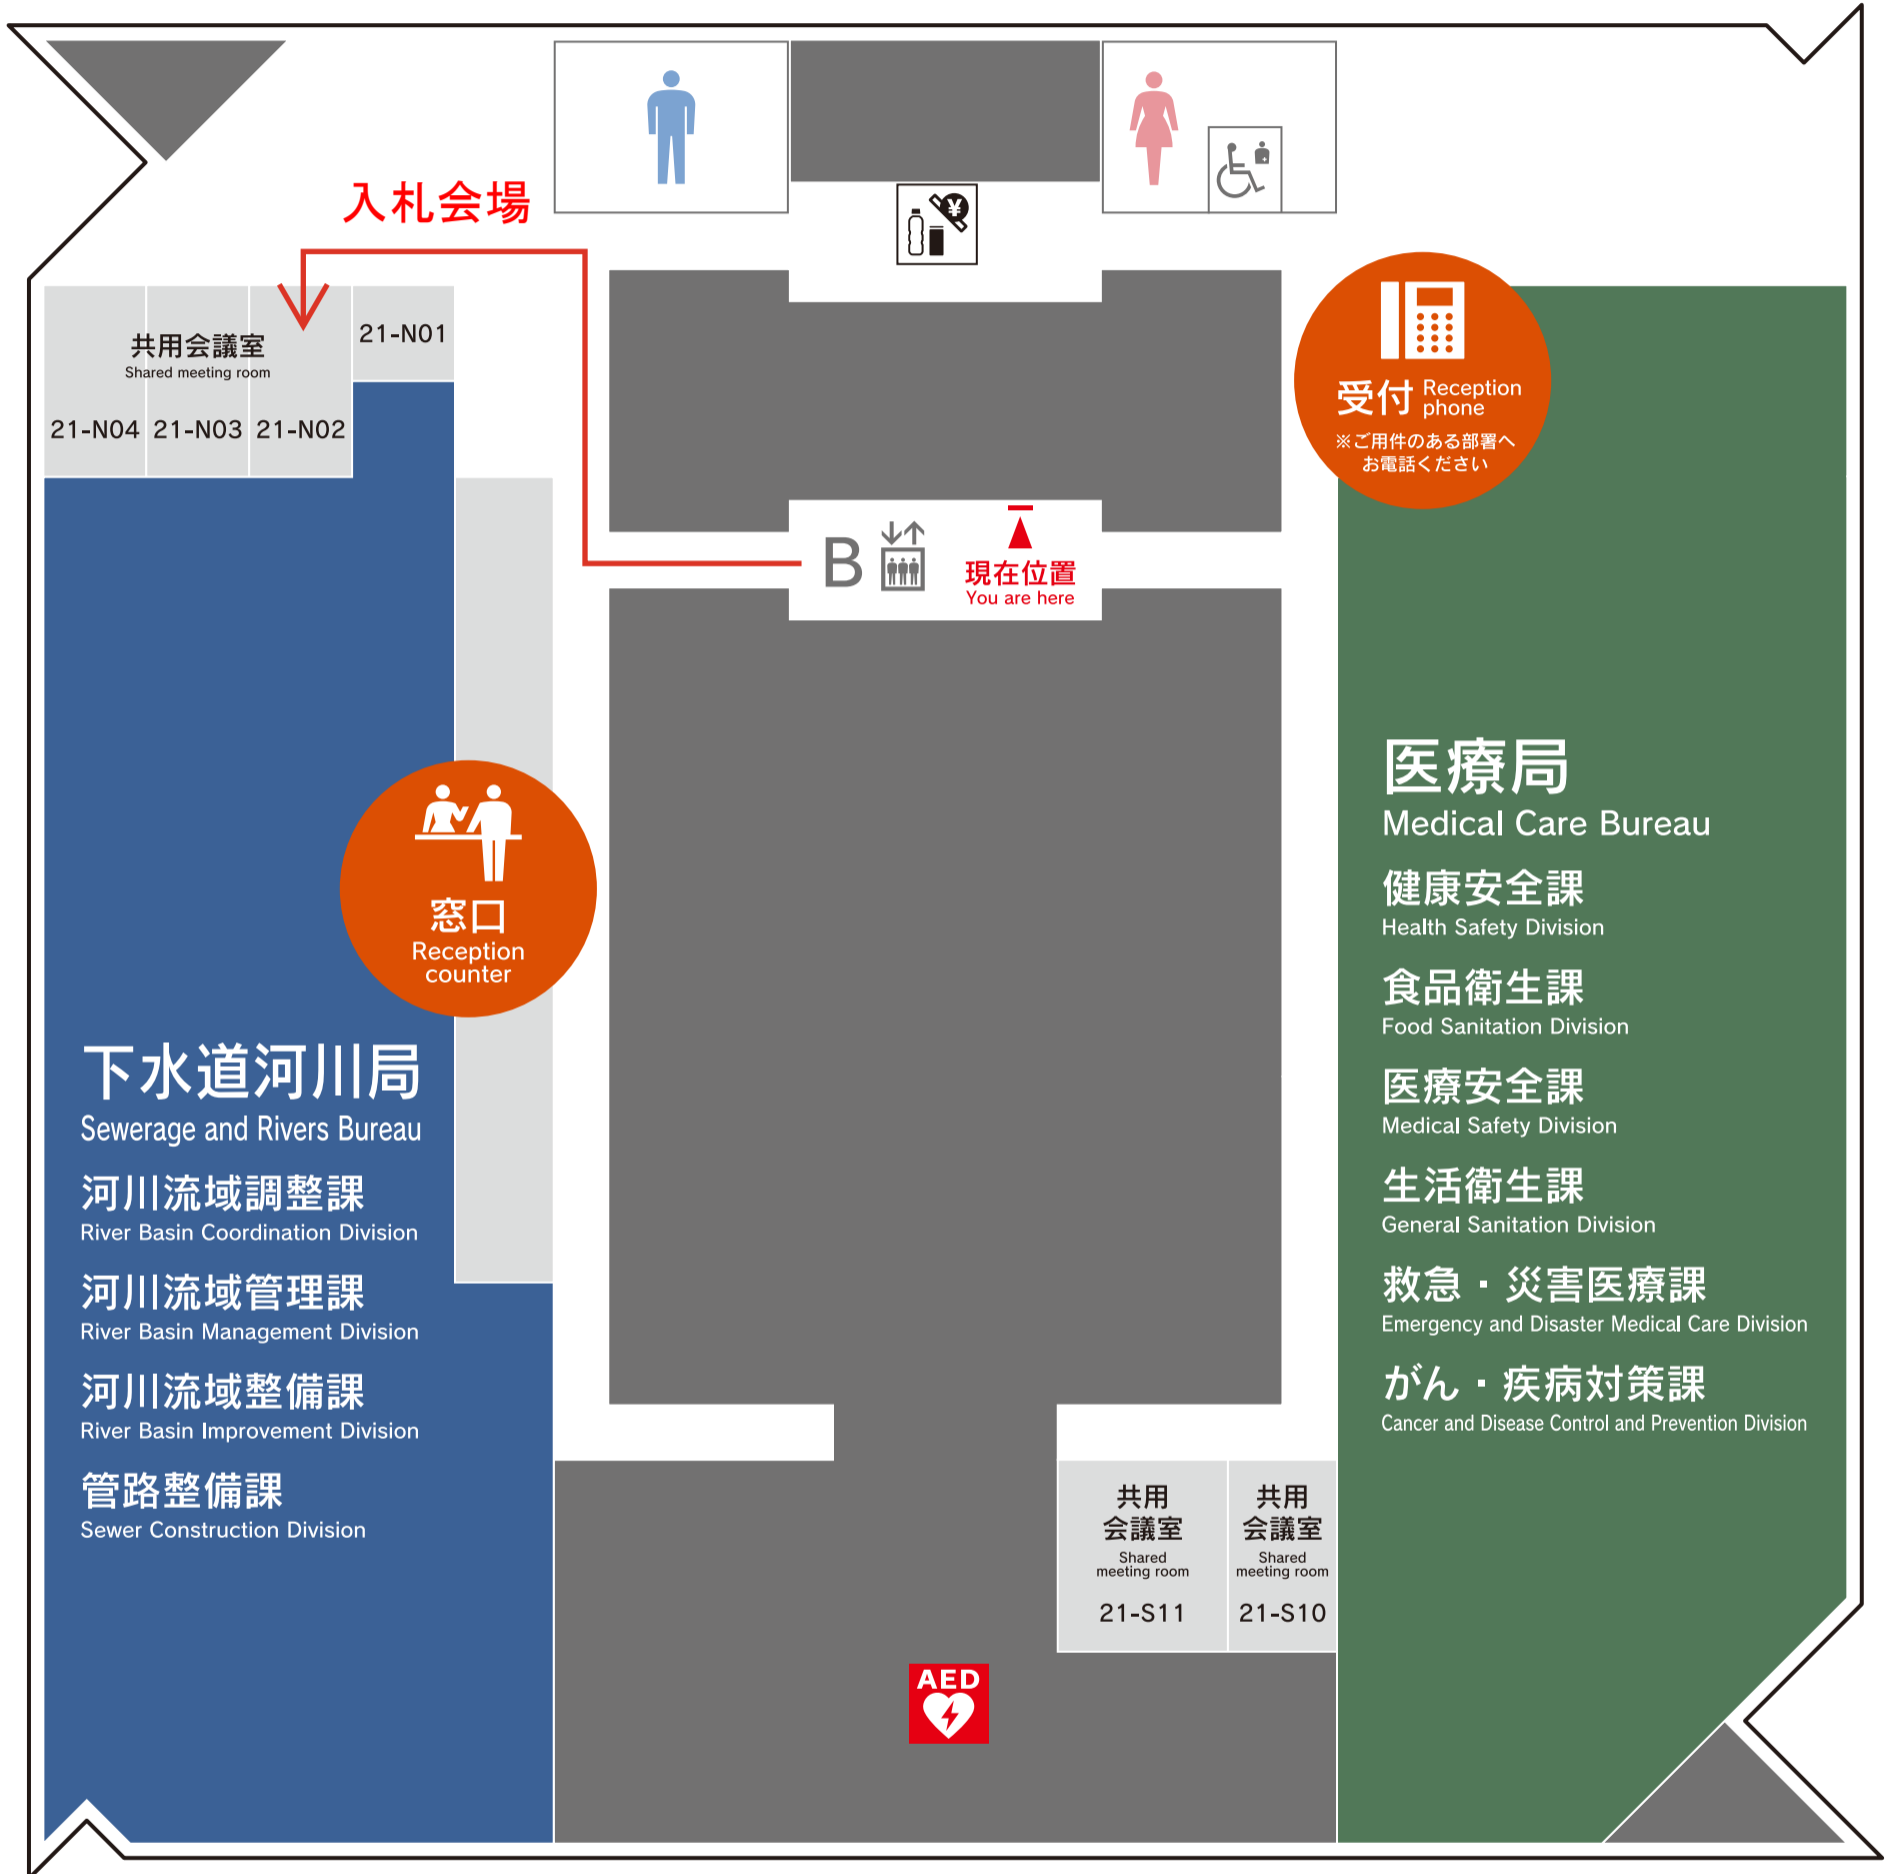 入札会場
¥
共用会議室
Shared meeting room
21-N04
21-N03
21-N02
21-N01
受付 Reception
phone
※ご用件のある部署へ
お電話ください
B
現在位置
You are here
窓口
Reception
counter
下水道河川局
Sewerage and Rivers Bureau
河川流域調整課
River Basin Coordination Division
河川流域管理課
River Basin Management Division
河川流域整備課
River Basin Improvement Division
管路整備課
Sewer Construction Division
医療局
Medical Care Bureau
健康安全課
Health Safety Division
食品衛生課
Food Sanitation Division
医療安全課
Medical Safety Division
生活衛生課
General Sanitation Division
救急・災害医療課
Emergency and Disaster Medical Care Division
がん・疾病対策課
Cancer and Disease Control and Prevention Division
共用
会議室
Shared
meeting room
21-S11
共用
会議室
Shared
meeting room
21-S10
AED